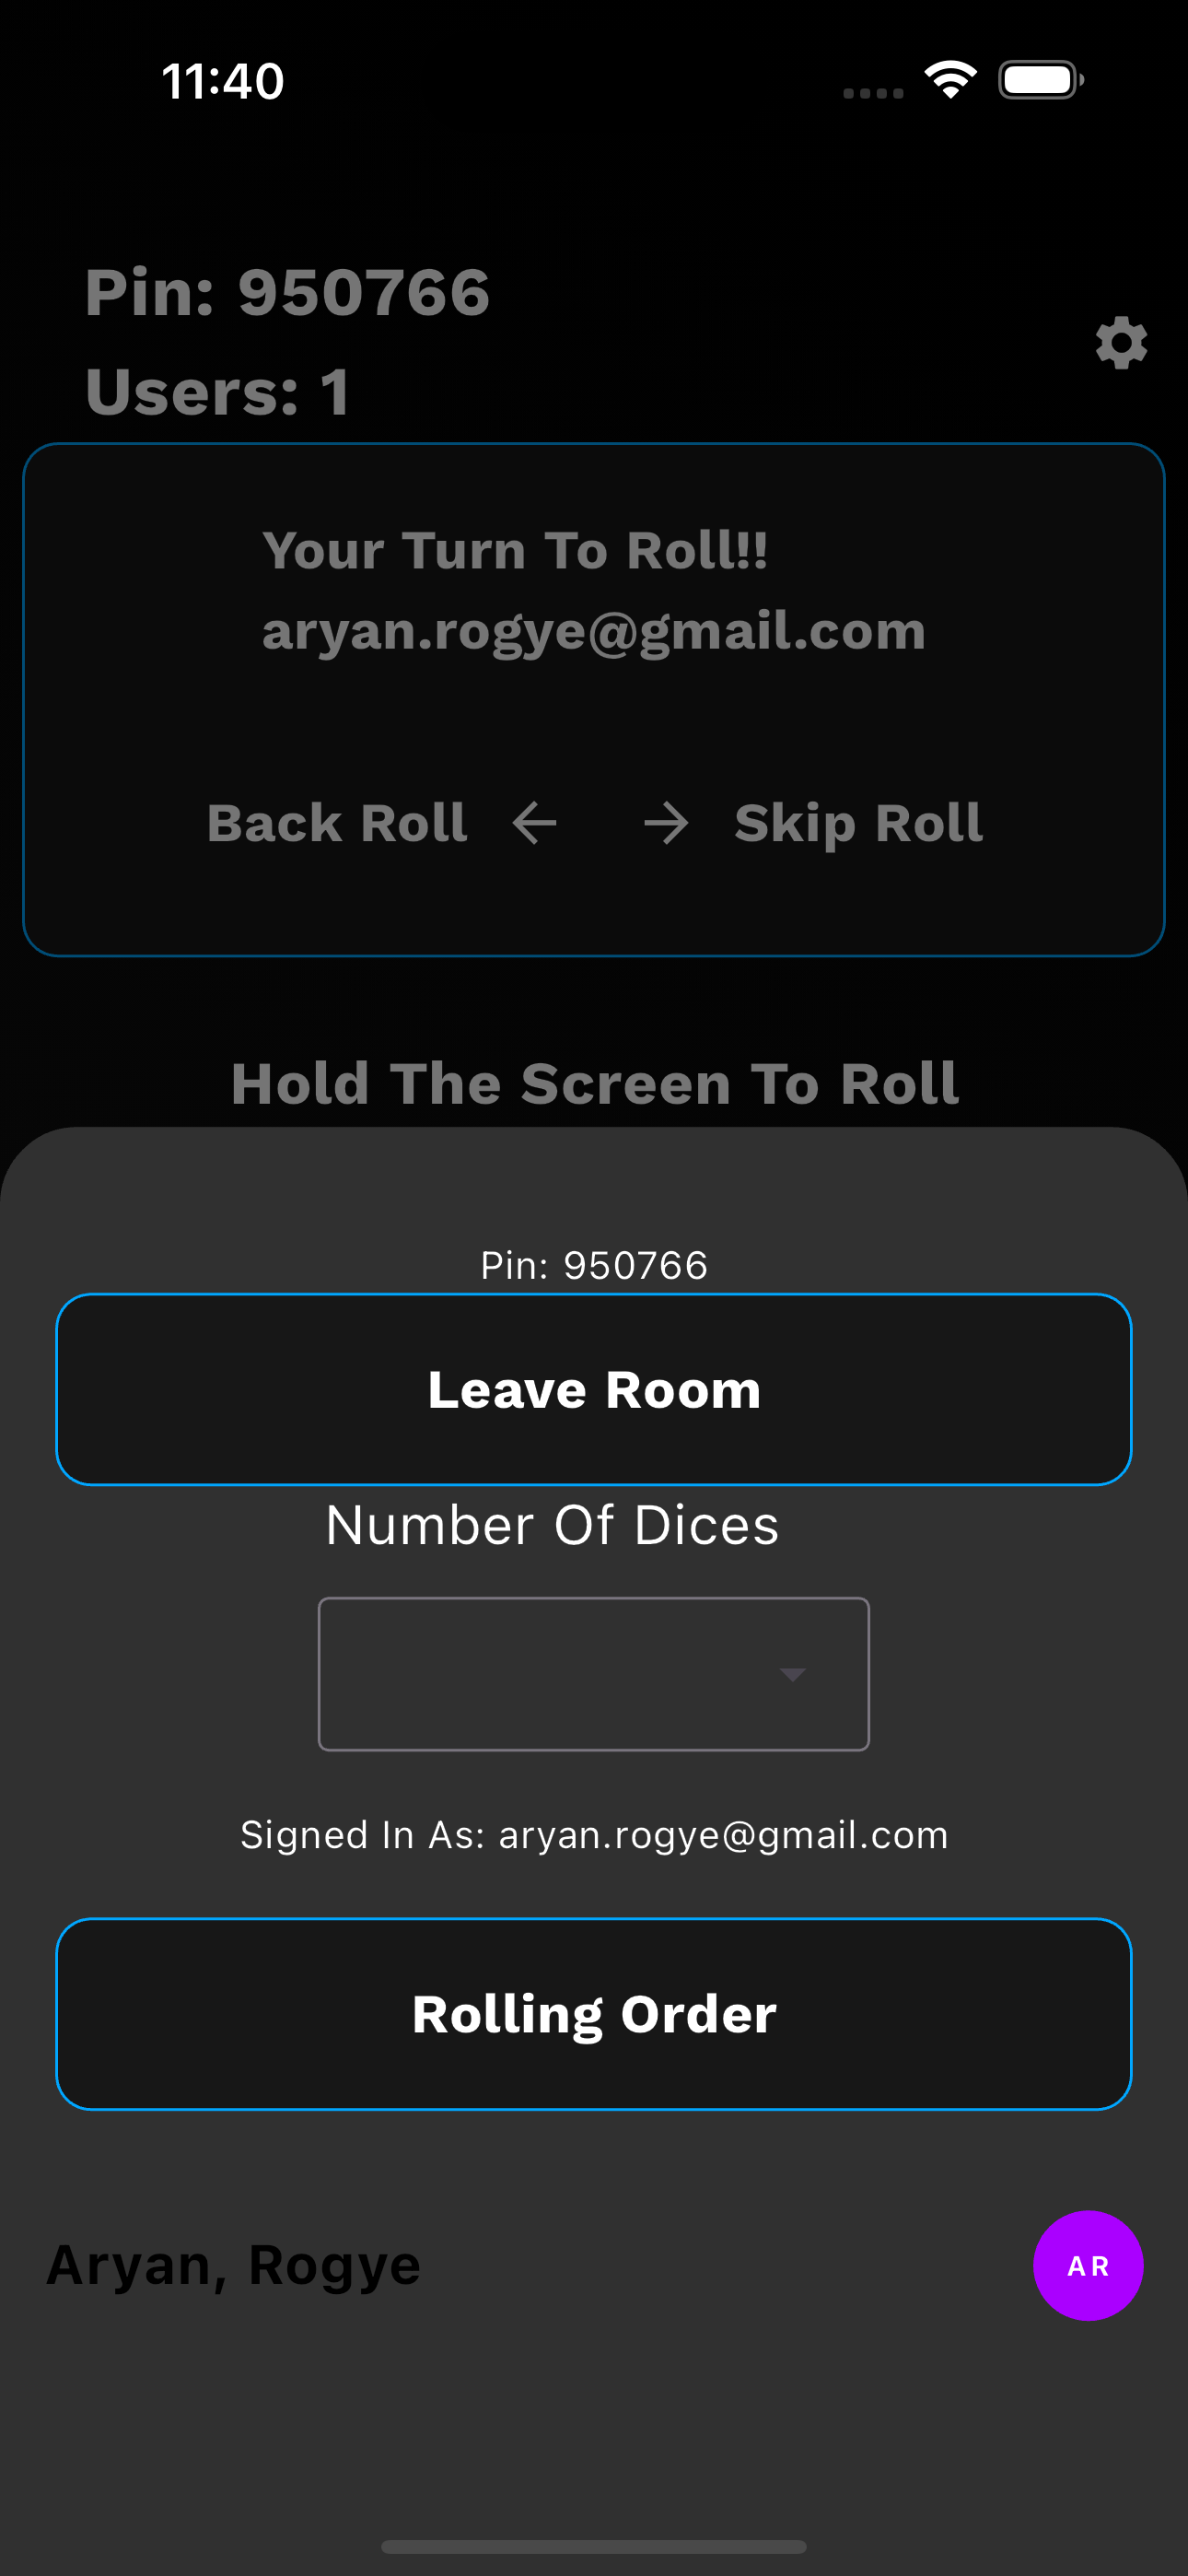 11:40
Pin: 950766
Users: 1
Your Turn To Roll!!
aryan.rogye@gmail.com
Back Roll
Skip Roll
Hold The Screen To Roll
Pin: 950766
Leave Room
Number Of Dices
Signed In As: aryan.rogye@gmail.com
Rolling Order
Aryan, Rogye
AR